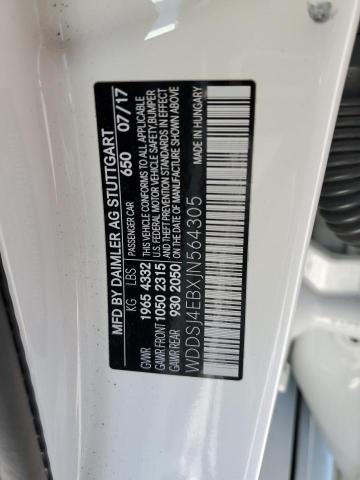 MFD BY DAIMLER AG STUTTGART
PASSENGER CAR 650 07/17
KG LBS
GVWR 1965 4332
GAWR FRONT 1050 2315
GAWR REAR 930 2050
THIS VEHICLE CONFORMS TO ALL APPLICABLE
U.S. FEDERAL MOTOR VEHICLE SAFETY, BUMPER
AND THEFT PREVENTION STANDARDS IN EFFECT
ON THE DATE OF MANUFACTURE SHOWN ABOVE
WDDSJ4EBXJN564305
MADE IN HUNGARY